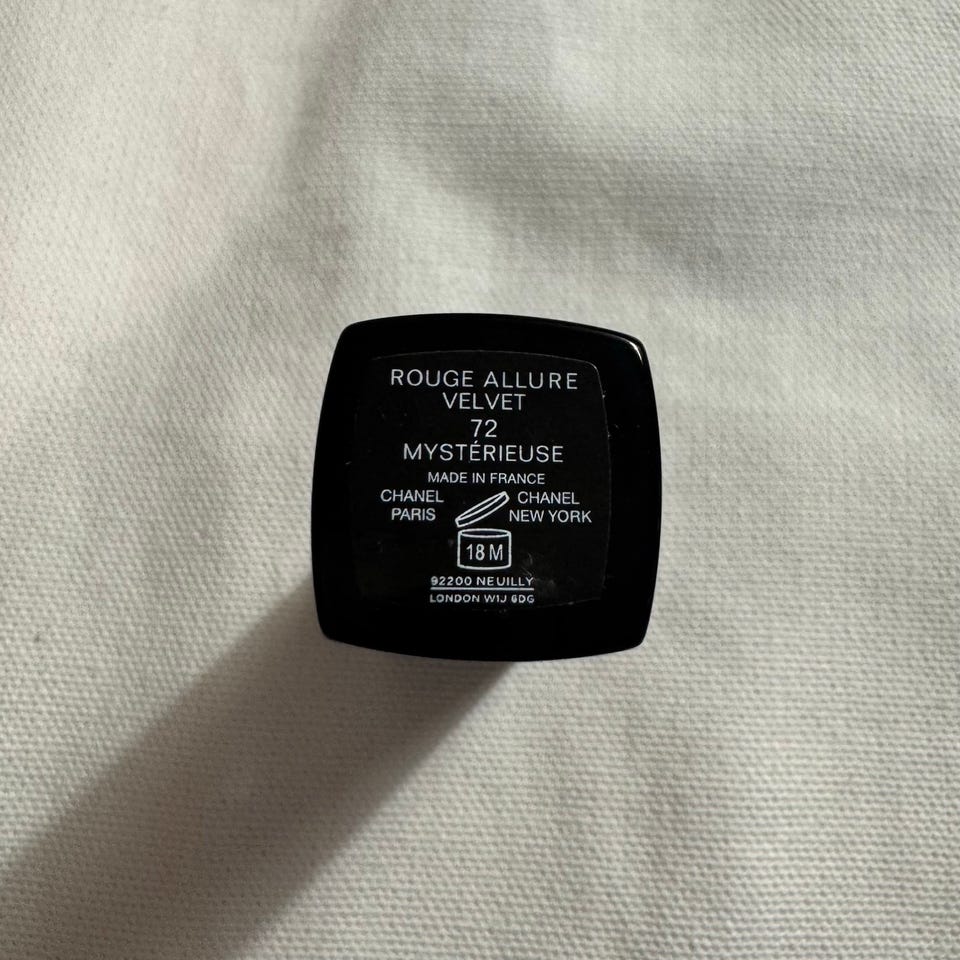 ROUGE ALLURE
VELVET
72
MYSTÉRIEUSE
MADE IN FRANCE
CHANEL CHANEL
PARIS NEW YORK
18 M
92200 NEUILLY
LONDON W1J 6DG